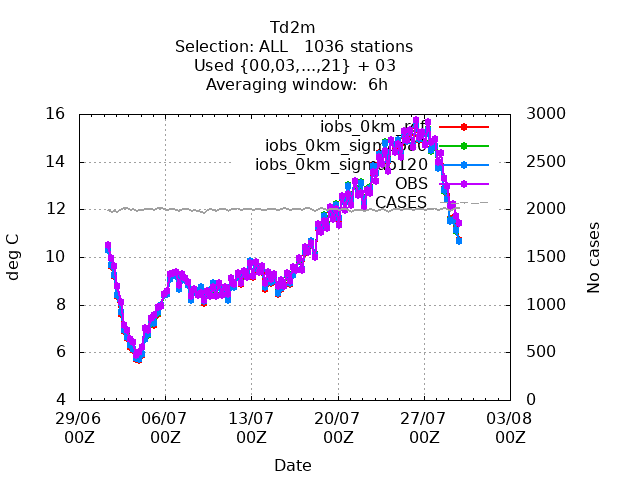 Td2m
Selection: ALL   1036 stations
Used {00,03,...,21} + 03
Averaging window:  6h
16
14
12
10
8
6
4
3000
2500
2000
1500
1000
500
0
iobs_0km_ref
OBS
CASES
deg C
No cases
29/06
00Z
06/07
00Z
13/07
00Z
20/07
00Z
27/07
00Z
03/08
00Z
Date